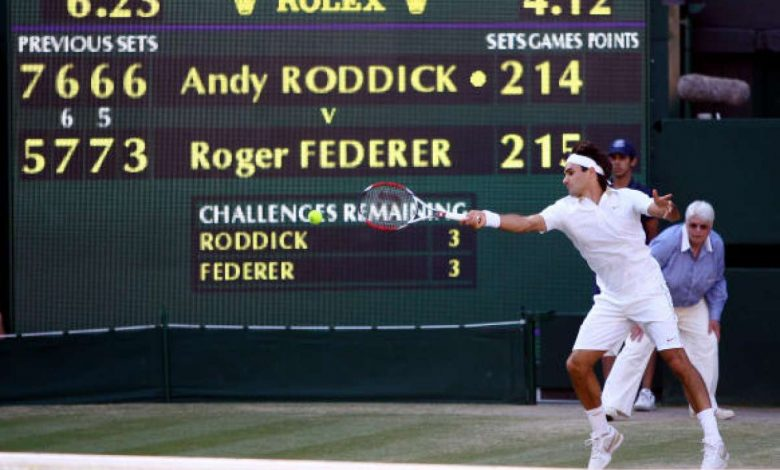 6.23 ROLEX 4.12
PREVIOUS SETS SETS GAMES POINTS
7 6 6 6 Andy RODDICK • 2 14
6 5 v
5 7 7 3 Roger FEDERER 2 15
CHALLENGES REMAINING
RODDICK 3
FEDERER 3